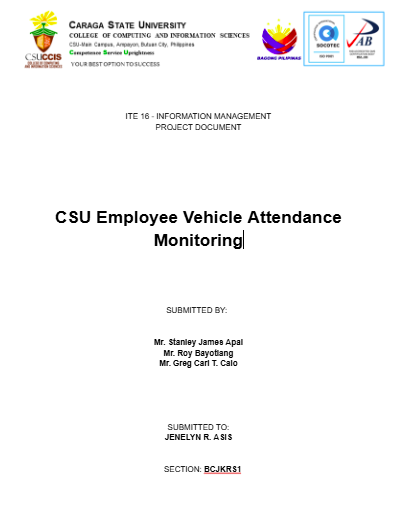 CARAGA STATE UNIVERSITY
COLLEGE OF COMPUTING AND INFORMATION SCIENCES
CSU-Main Campus, Ampayon, Butuan City, Philippines
Competence Service Uprightness
YOUR BEST OPTION TO SUCCESS
CSUCCIS
BAGONG PILIPINAS
SOCOTEC
ISO 9001
PAB
ITE 16 - INFORMATION MANAGEMENT
PROJECT DOCUMENT
CSU Employee Vehicle Attendance
Monitoring
SUBMITTED BY:
Mr. Stanley James Apal
Mr. Roy Bayotlang
Mr. Greg Carl T. Calo
SUBMITTED TO:
JENELYN R. ASIS
SECTION: BCJKRS1